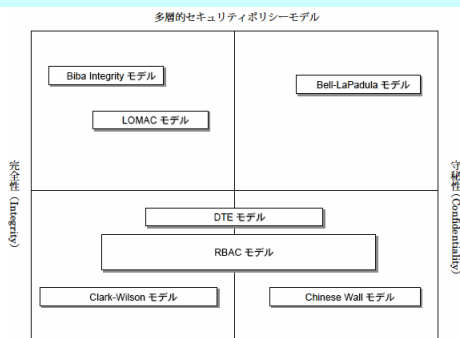 多層的セキュリティポリシーモデル
Biba Integrity モデル
Bell-LaPadula モデル
LOMAC モデル
完全性 (Integrity)
守秘性 (Confidentiality)
DTE モデル
RBAC モデル
Clark-Wilson モデル
Chinese Wall モデル